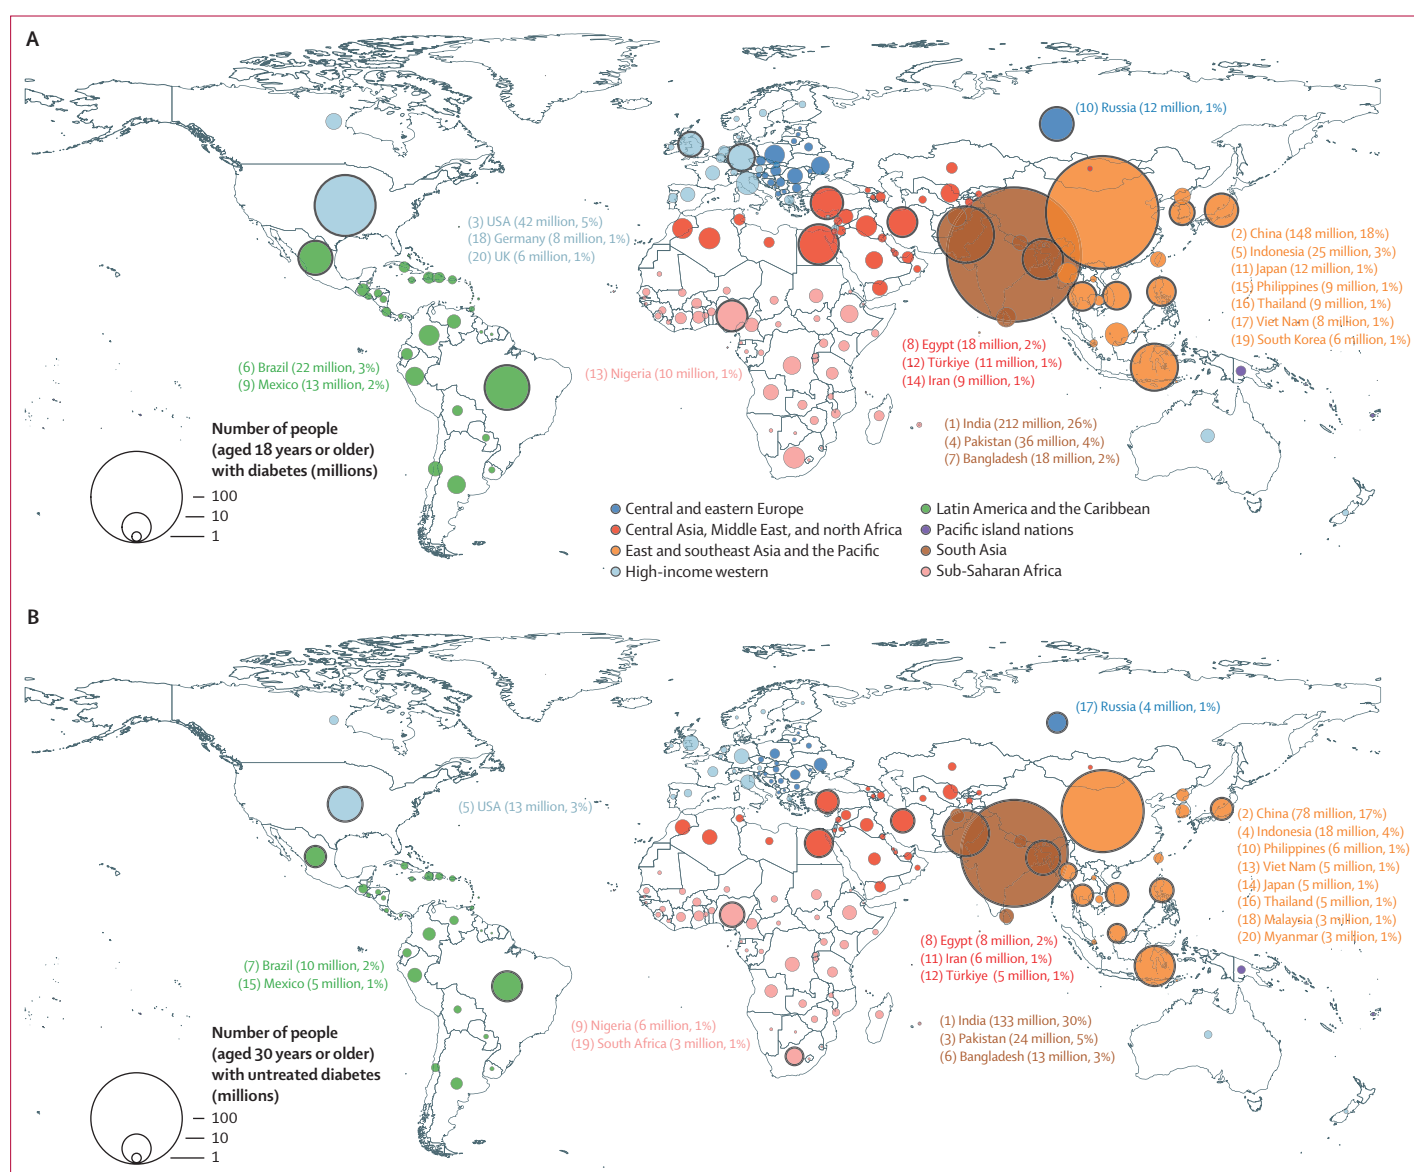 A
(10) Russia (12 million, 1%)
(3) USA (42 million, 5%)
(18) Germany (8 million, 1%)
(20) UK (6 million, 1%)
(2) China (148 million, 18%)
(5) Indonesia (25 million, 3%)
(11) Japan (12 million, 1%)
(15) Philippines (9 million, 1%)
(16) Thailand (9 million, 1%)
(17) Viet Nam (8 million, 1%)
(19) South Korea (6 million, 1%)
(8) Egypt (18 million, 2%)
(12) Türkiye (11 million, 1%)
(14) Iran (9 million, 1%)
(6) Brazil (22 million, 3%)
(9) Mexico (13 million, 2%)
(13) Nigeria (10 million, 1%)
(1) India (212 million, 26%)
(4) Pakistan (36 million, 4%)
(7) Bangladesh (18 million, 2%)
Number of people
(aged 18 years or older)
with diabetes (millions)
100
10
1
Central and eastern Europe
Central Asia, Middle East, and north Africa
East and southeast Asia and the Pacific
High-income western
Latin America and the Caribbean
Pacific island nations
South Asia
Sub-Saharan Africa
B
(17) Russia (4 million, 1%)
(5) USA (13 million, 3%)
(2) China (78 million, 17%)
(4) Indonesia (18 million, 4%)
(10) Philippines (6 million, 1%)
(13) Viet Nam (5 million, 1%)
(14) Japan (5 million, 1%)
(16) Thailand (5 million, 1%)
(18) Malaysia (3 million, 1%)
(20) Myanmar (3 million, 1%)
(8) Egypt (8 million, 2%)
(11) Iran (6 million, 1%)
(12) Türkiye (5 million, 1%)
(7) Brazil (10 million, 2%)
(15) Mexico (5 million, 1%)
(9) Nigeria (6 million, 1%)
(19) South Africa (3 million, 1%)
(1) India (133 million, 30%)
(3) Pakistan (24 million, 5%)
(6) Bangladesh (13 million, 3%)
Number of people
(aged 30 years or older)
with untreated diabetes
(millions)
100
10
1